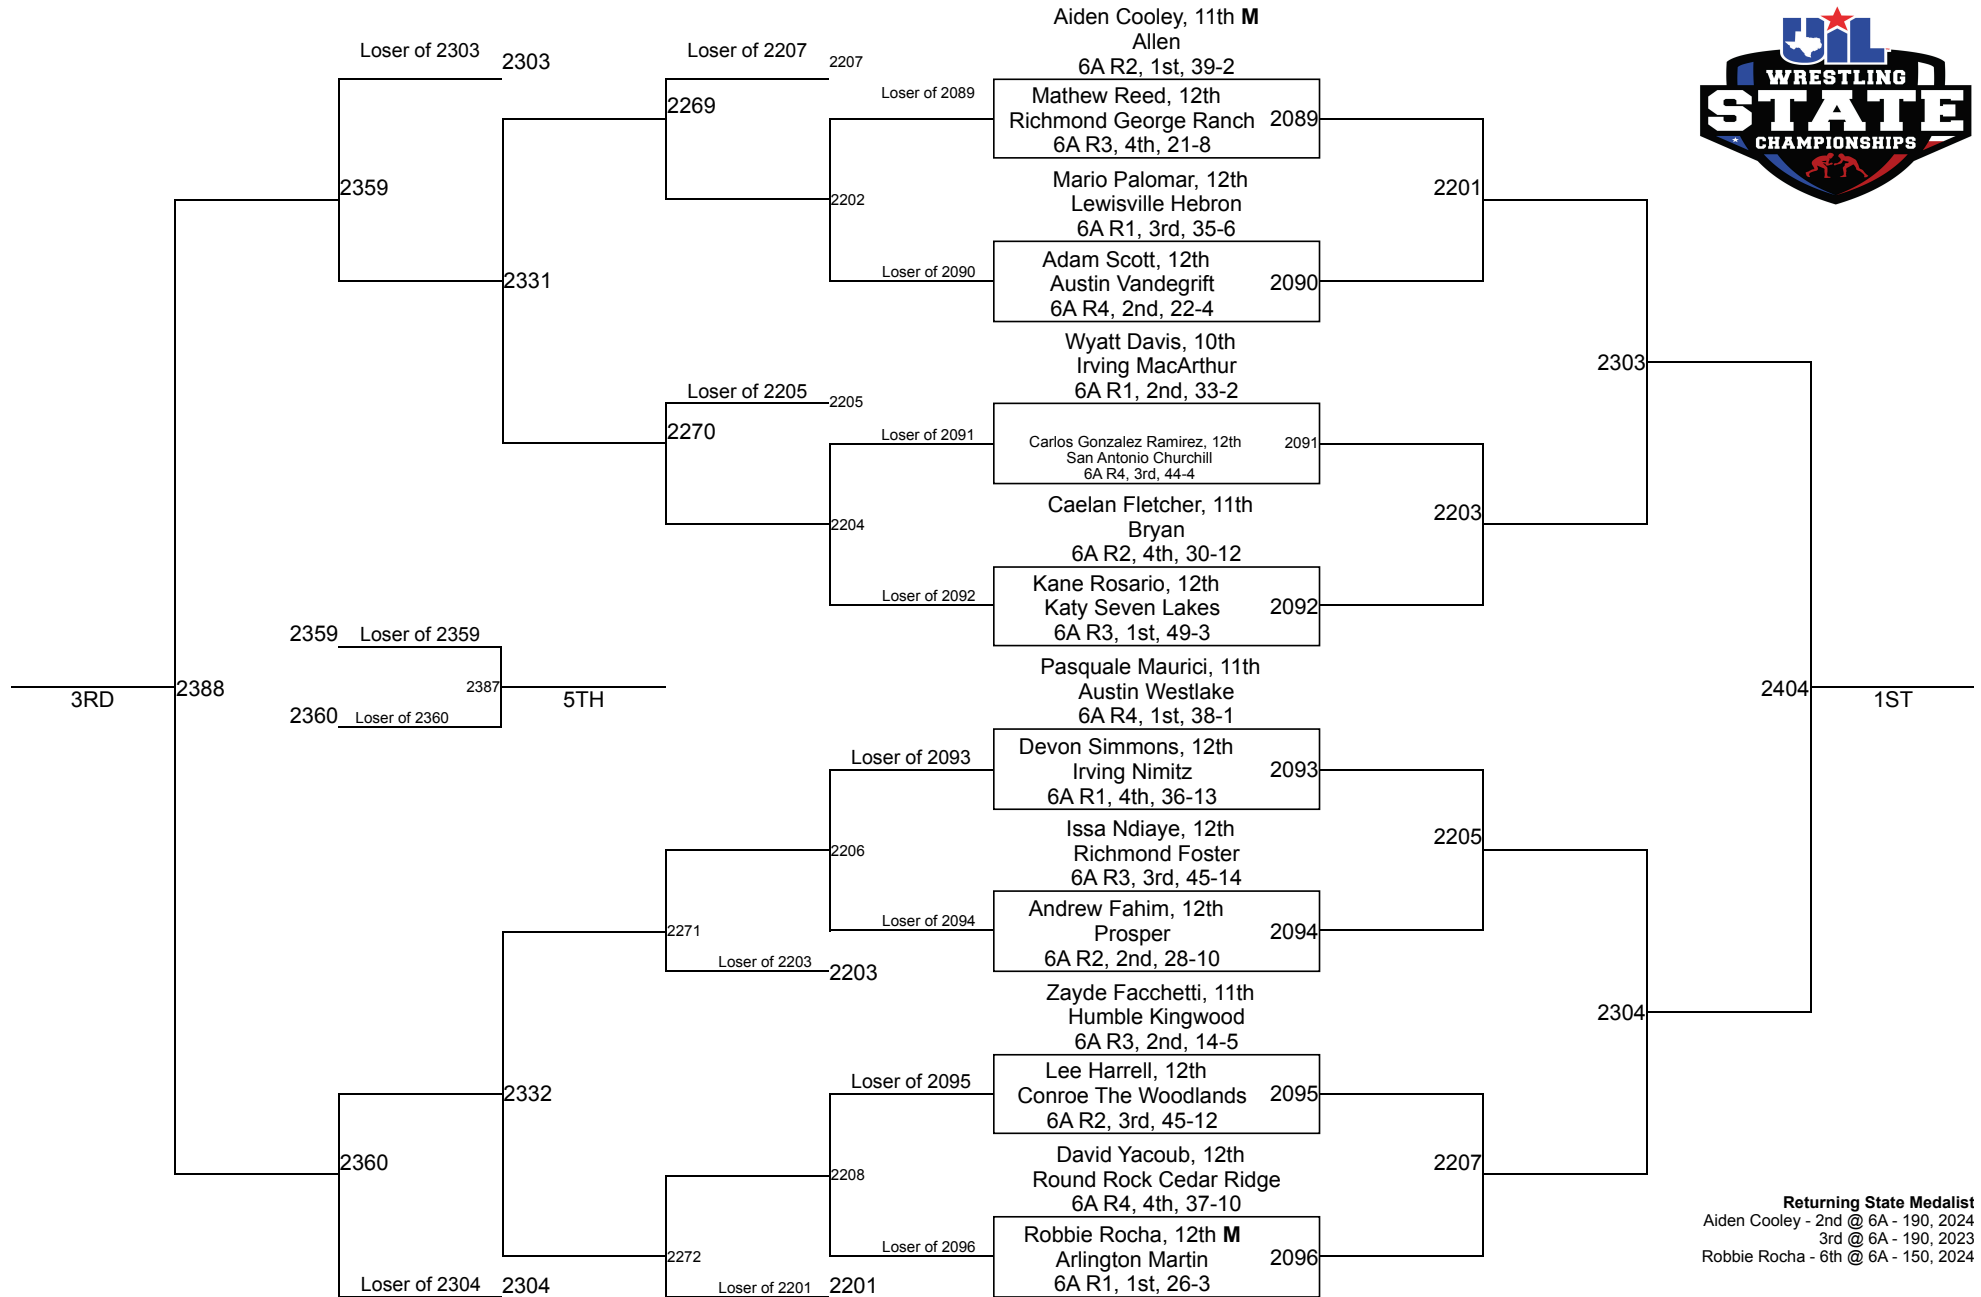 Aiden Cooley, 11th M
Allen
6A R2, 1st, 39-2
Mathew Reed, 12th
Richmond George Ranch 2089
6A R3, 4th, 21-8
Mario Palomar, 12th
Lewisville Hebron
6A R1, 3rd, 35-6
Adam Scott, 12th
Austin Vandegrift 2090
6A R4, 2nd, 22-4
Wyatt Davis, 10th
Irving MacArthur
6A R1, 2nd, 33-2
Carlos Gonzalez Ramirez, 12th 2091
San Antonio Churchill
6A R4, 3rd, 44-4
Caelan Fletcher, 11th
Bryan
6A R2, 4th, 30-12
Kane Rosario, 12th
Katy Seven Lakes 2092
6A R3, 1st, 49-3
Pasquale Maurici, 11th
Austin Westlake
6A R4, 1st, 38-1
Devon Simmons, 12th
Irving Nimitz 2093
6A R1, 4th, 36-13
Issa Ndiaye, 12th
Richmond Foster
6A R3, 3rd, 45-14
Andrew Fahim, 12th
Prosper 2094
6A R2, 2nd, 28-10
Zayde Facchetti, 11th
Humble Kingwood
6A R3, 2nd, 14-5
Lee Harrell, 12th
Conroe The Woodlands 2095
6A R2, 3rd, 45-12
David Yacoub, 12th
Round Rock Cedar Ridge
6A R4, 4th, 37-10
Robbie Rocha, 12th M
Arlington Martin 2096
6A R1, 1st, 26-3
2201
2203
2205
2207
2303
2304
2404
1ST
Loser of 2089
Loser of 2090
Loser of 2091
Loser of 2092
Loser of 2093
Loser of 2094
Loser of 2095
Loser of 2096
Loser of 2207 2207
2202
Loser of 2205 2205
2204
2206
Loser of 2203 2203
2208
Loser of 2201 2201
2269
2270
2271
2272
2331
2332
Loser of 2303 2303
2359
2360
Loser of 2304 2304
2388
3RD
2359 Loser of 2359
2360 Loser of 2360
2387
5TH
UIL
WRESTLING
STATE
CHAMPIONSHIPS
Returning State Medalist
Aiden Cooley - 2nd @ 6A - 190, 2024
3rd @ 6A - 190, 2023
Robbie Rocha - 6th @ 6A - 150, 2024